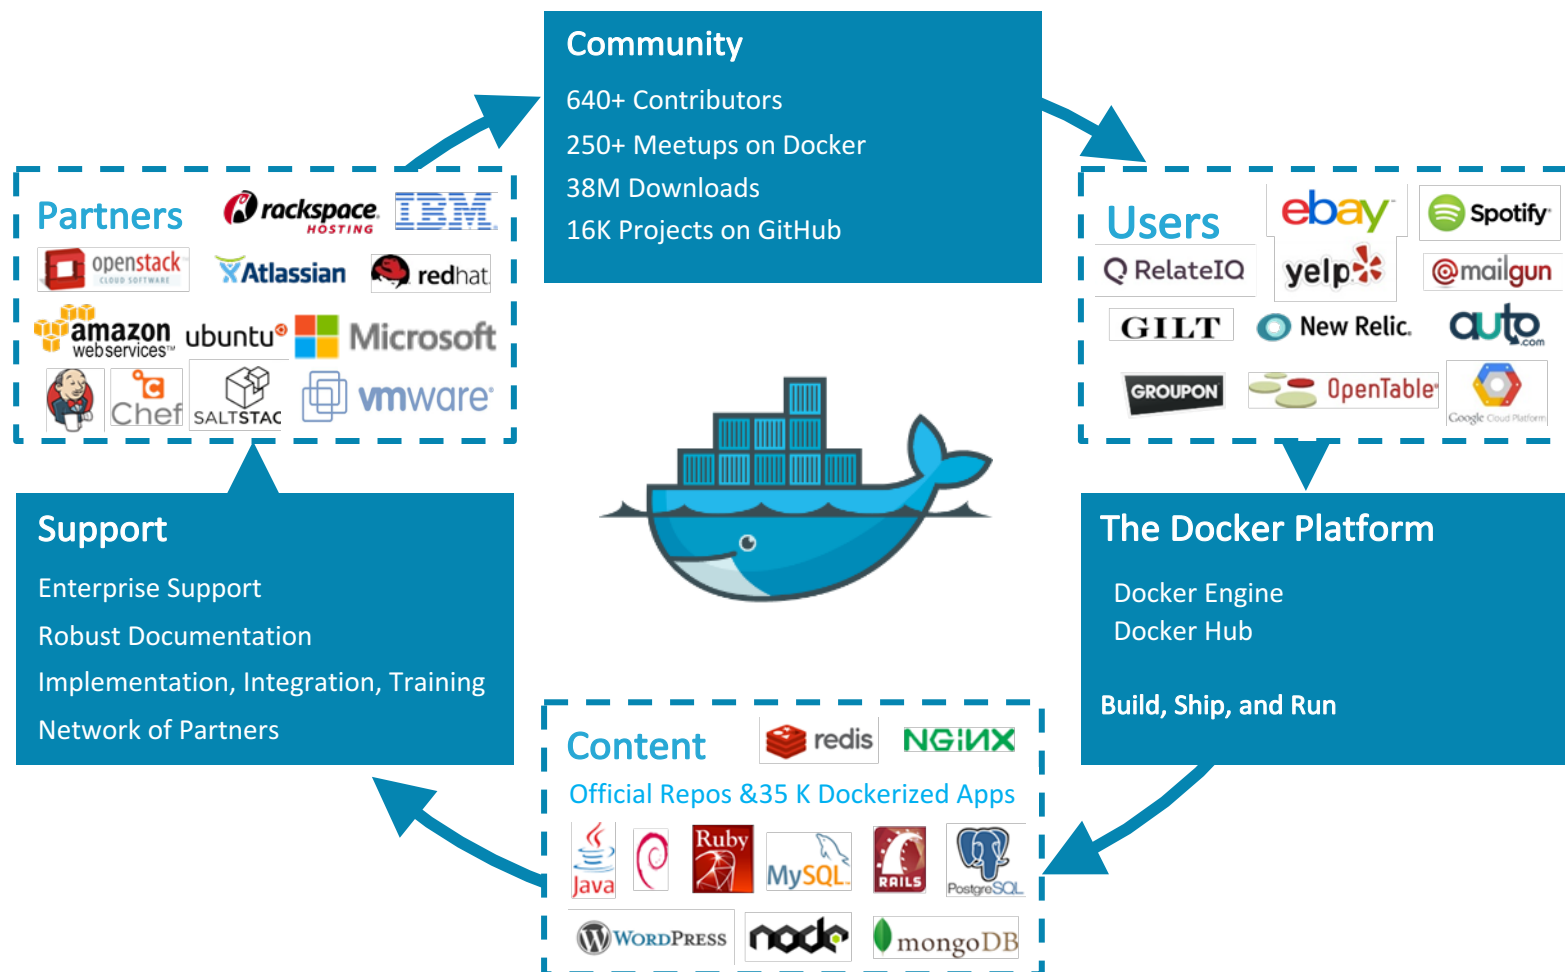 Community
640+ Contributors
250+ Meetups on Docker
38M Downloads
16K Projects on GitHub
Partners
rackspace.
HOSTING
IBM
openstack
CLOUD SOFTWARE
Atlassian
redhat.
amazon
webservices™
ubuntu
Microsoft
Chef
SALTSTAC
vmware®
Users
ebay™
Spotify
RelateIQ
yelp
@mailgun
GILT
New Relic.
auto
.com
GROUPON
OpenTable
Google Cloud Platform
Support
Enterprise Support
Robust Documentation
Implementation, Integration, Training
Network of Partners
The Docker Platform
Docker Engine
Docker Hub
Build, Ship, and Run
Content
redis
NGiNX
Official Repos &35 K Dockerized Apps
Java
Ruby
MySQL
RAILS
PostgreSQL
WORDPRESS
node
mongoDB